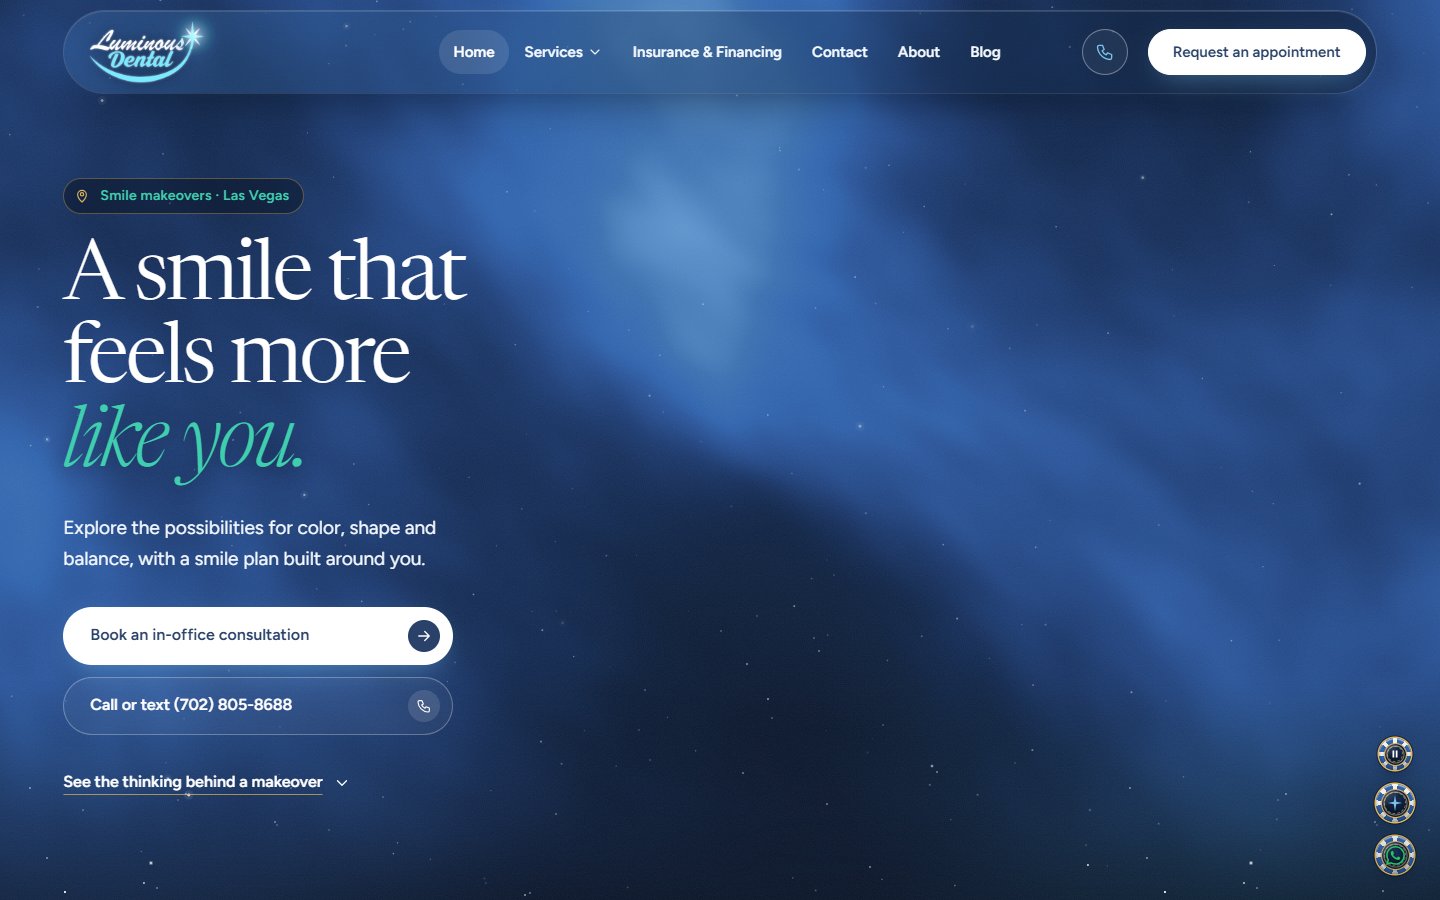 Luminous
Dental
Home
Services
Insurance & Financing
Contact
About
Blog
Request an appointment
Smile makeovers · Las Vegas
A smile that
feels more
like you.
Explore the possibilities for color, shape and
balance, with a smile plan built around you.
Book an in-office consultation
Call or text (702) 805-8688
See the thinking behind a makeover